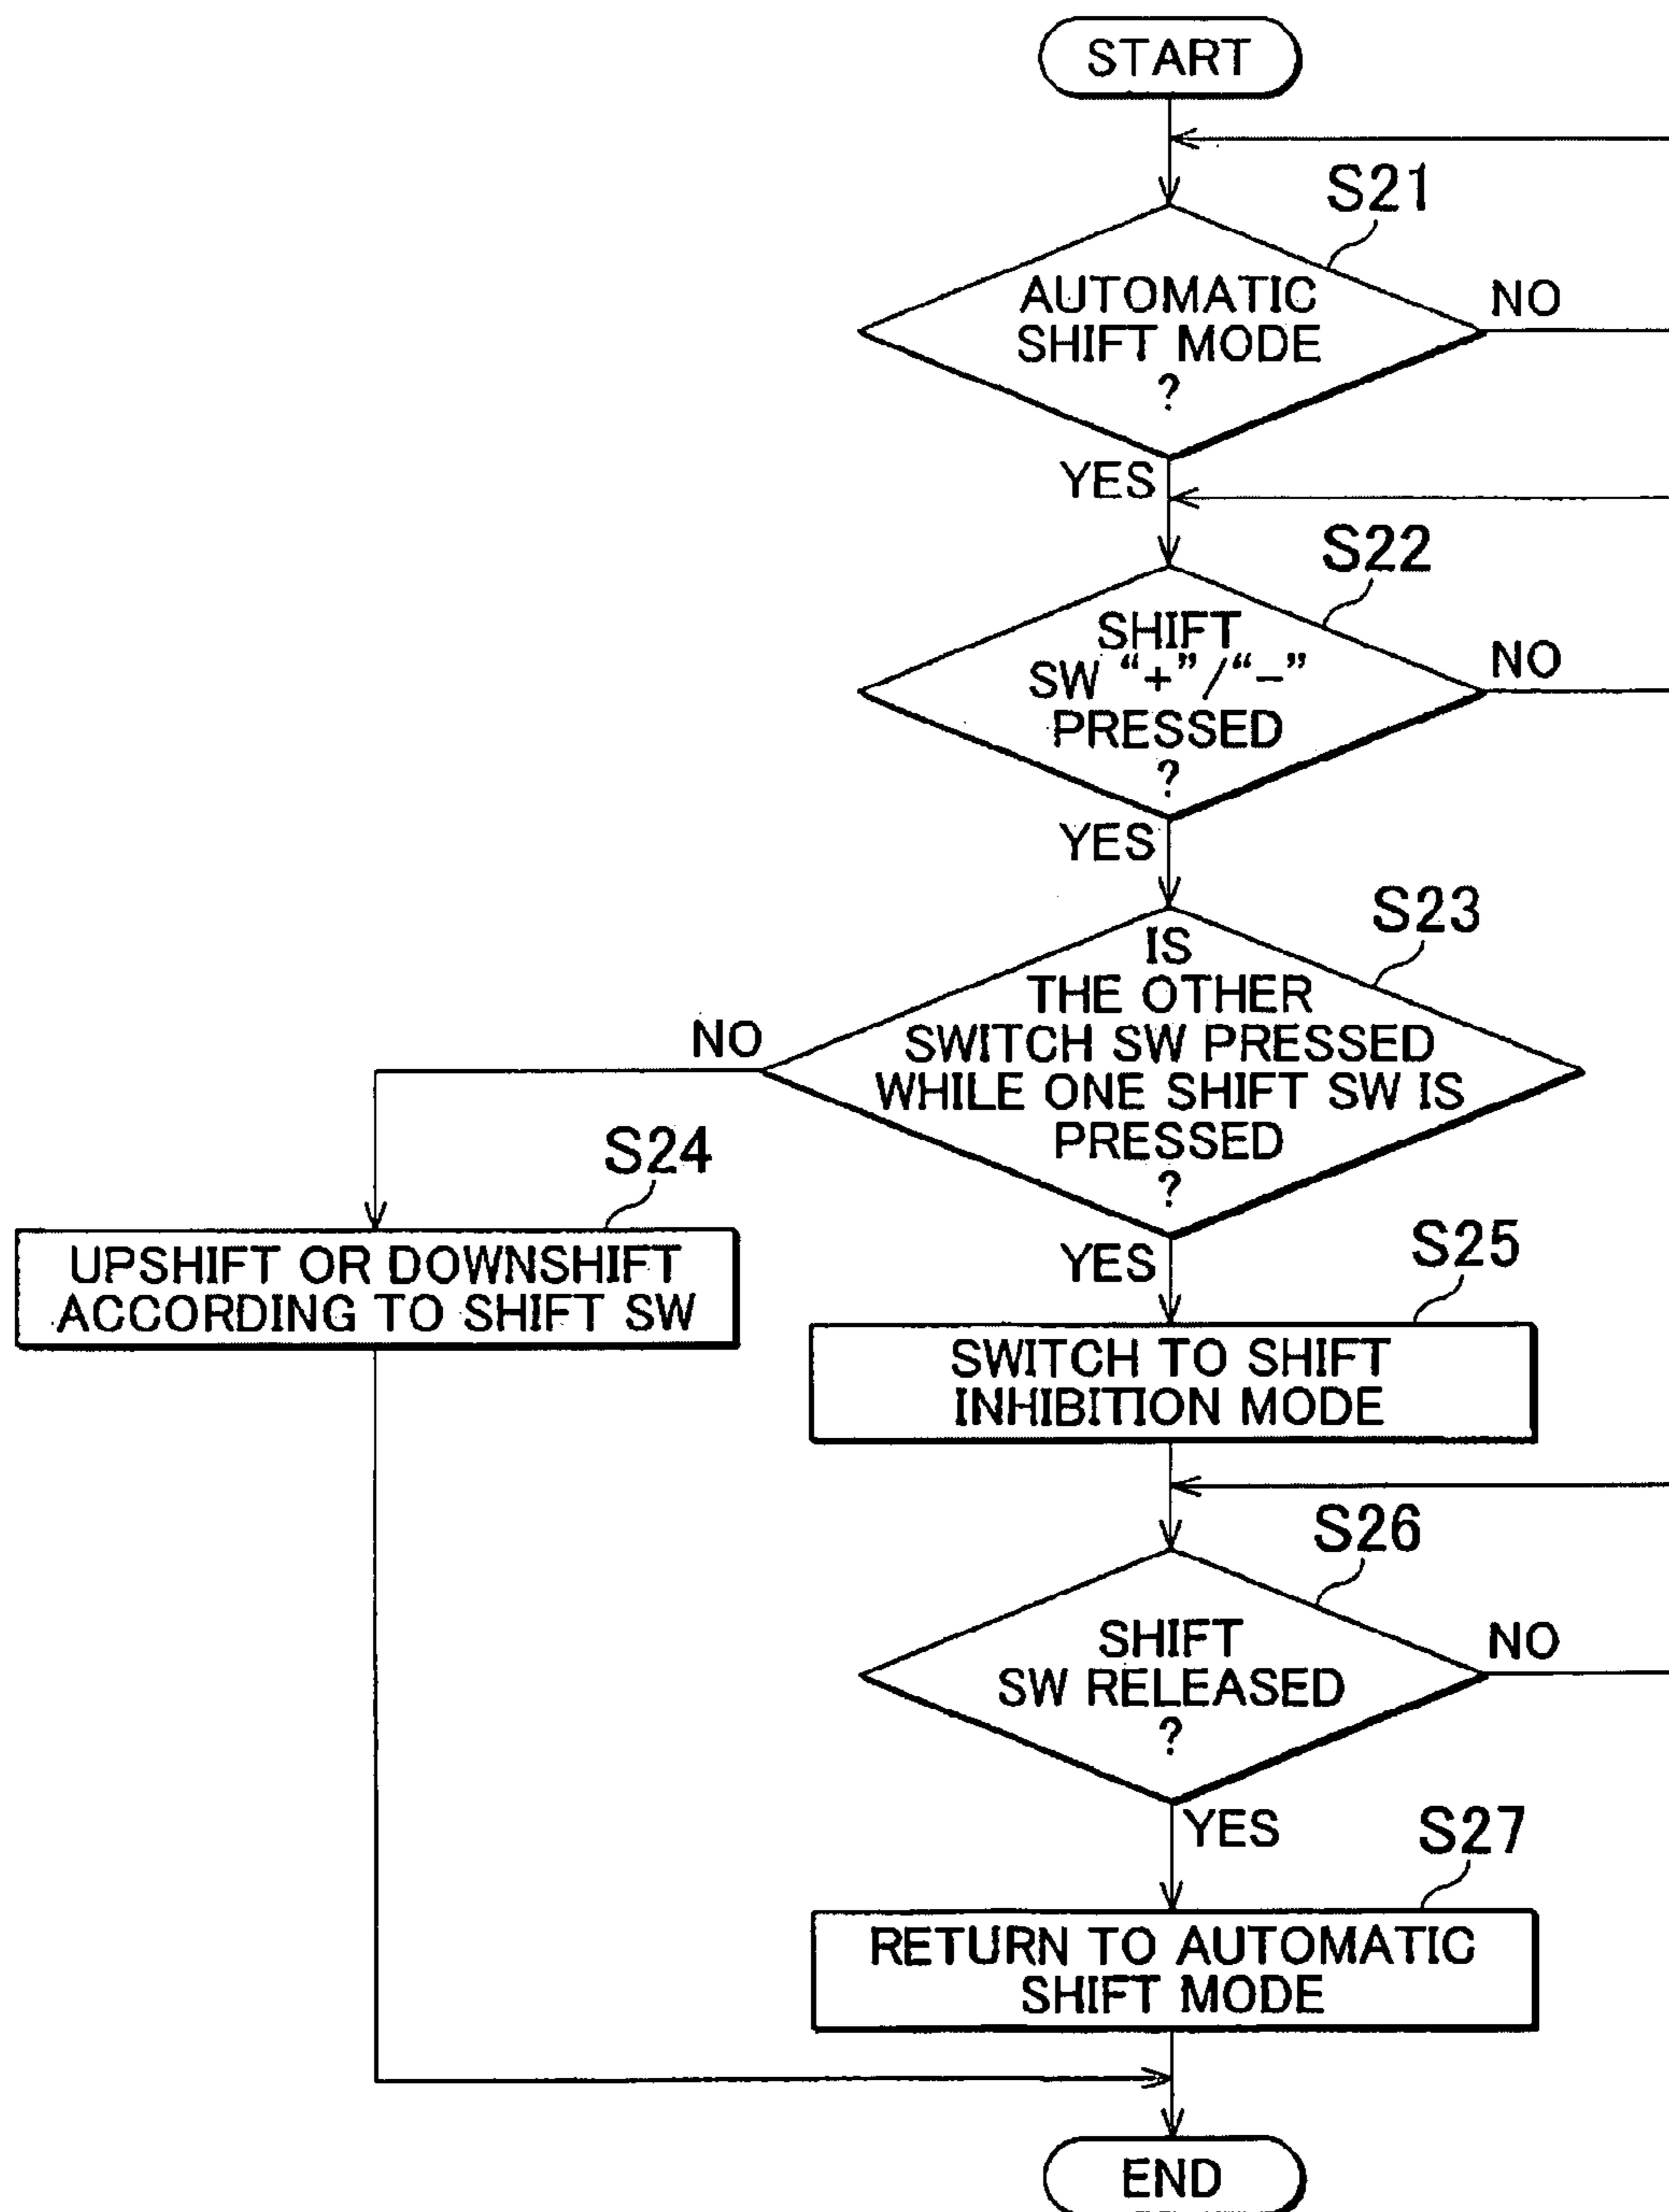 START
S21
AUTOMATIC
SHIFT MODE
?
NO
YES
S22
SHIFT
SW “+”/“−”
PRESSED
?
NO
YES
S23
IS
THE OTHER
SWITCH SW PRESSED
WHILE ONE SHIFT SW IS
PRESSED
?
NO
YES
S24
UPSHIFT OR DOWNSHIFT
ACCORDING TO SHIFT SW
S25
SWITCH TO SHIFT
INHIBITION MODE
S26
SHIFT
SW RELEASED
?
NO
YES
S27
RETURN TO AUTOMATIC
SHIFT MODE
END